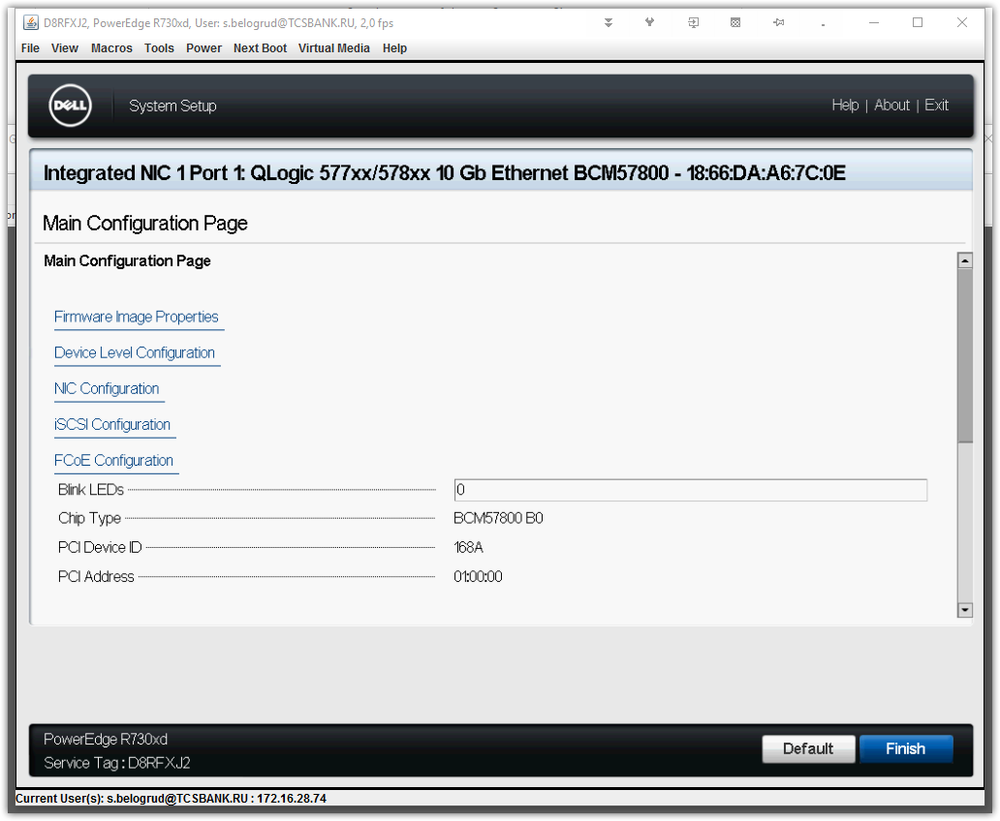 D8RFXJ2, PowerEdge R730xd, User: s.belogrud@TCSBANK.RU, 2,0 fps
File View Macros Tools Power Next Boot Virtual Media Help
DELL System Setup Help | About | Exit
Integrated NIC 1 Port 1: QLogic 577xx/578xx 10 Gb Ethernet BCM57800 - 18:66:DA:A6:7C:0E
Main Configuration Page
Main Configuration Page
Firmware Image Properties
Device Level Configuration
NIC Configuration
iSCSI Configuration
FCoE Configuration
Blink LEDs 0
Chip Type BCM57800 B0
PCI Device ID 168A
PCI Address 01:00:00
PowerEdge R730xd
Service Tag : D8RFXJ2
Default Finish
Current User(s): s.belogrud@TCSBANK.RU : 172.16.28.74